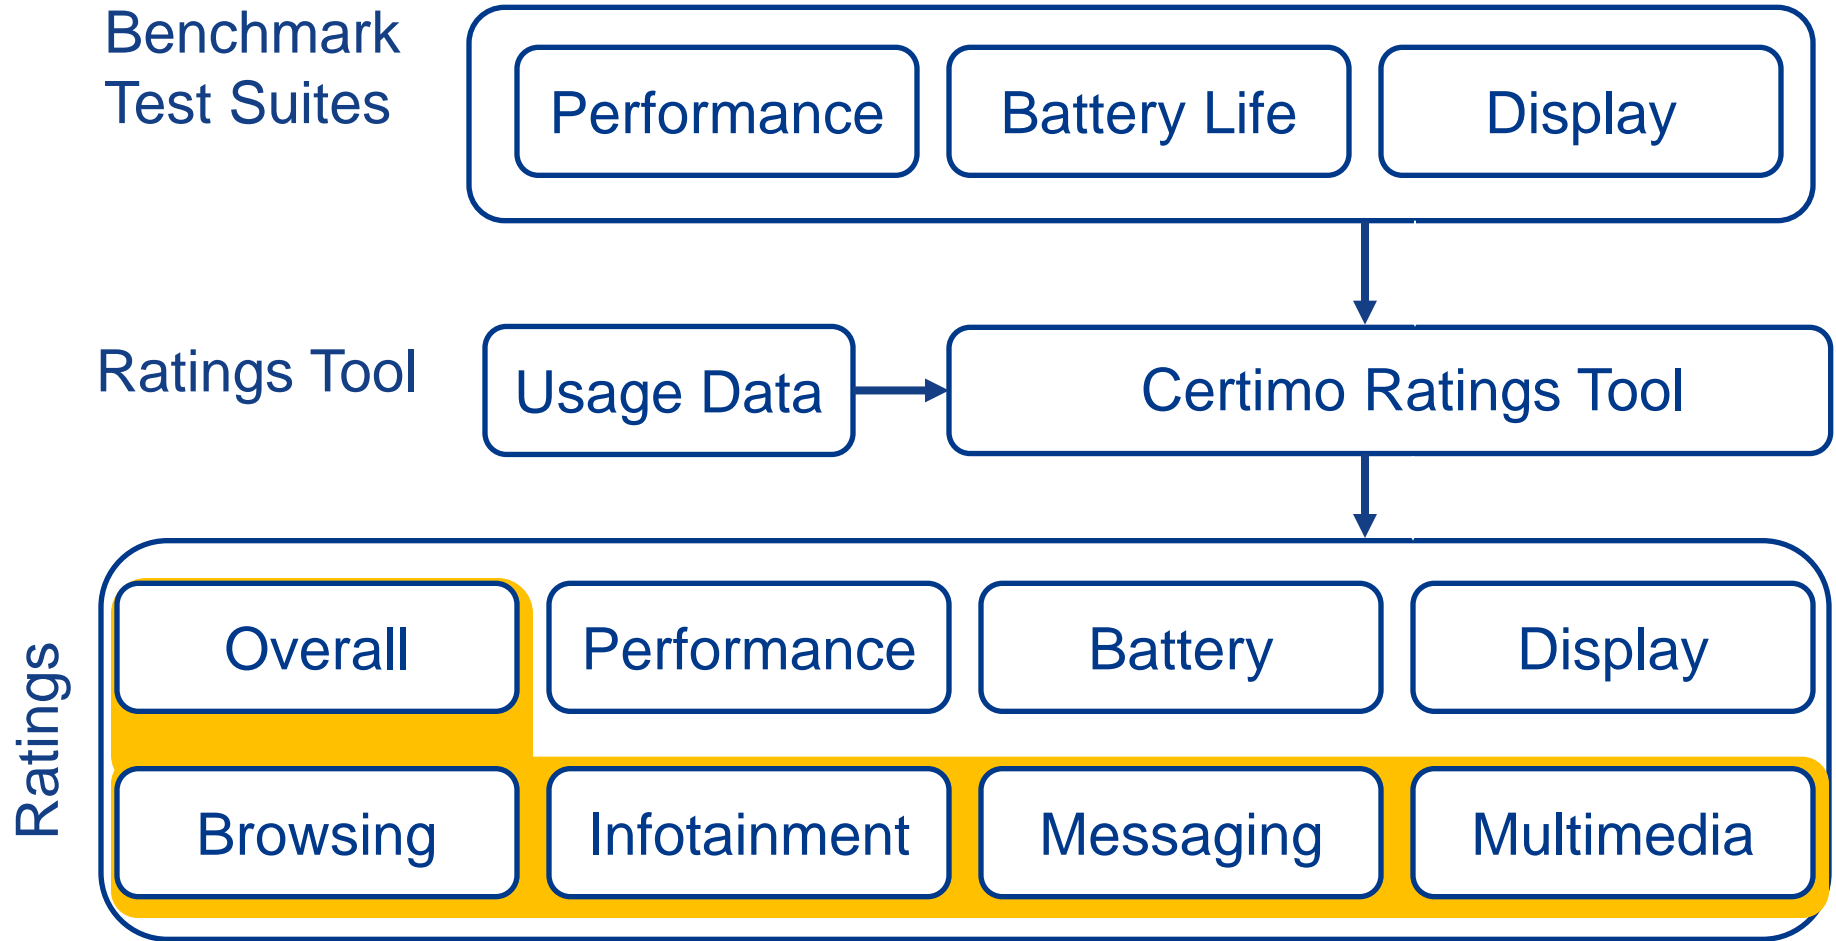 Benchmark
Test Suites
Performance
Battery Life
Display
Ratings Tool
Usage Data
Certimo Ratings Tool
Ratings
Overall
Performance
Battery
Display
Browsing
Infotainment
Messaging
Multimedia